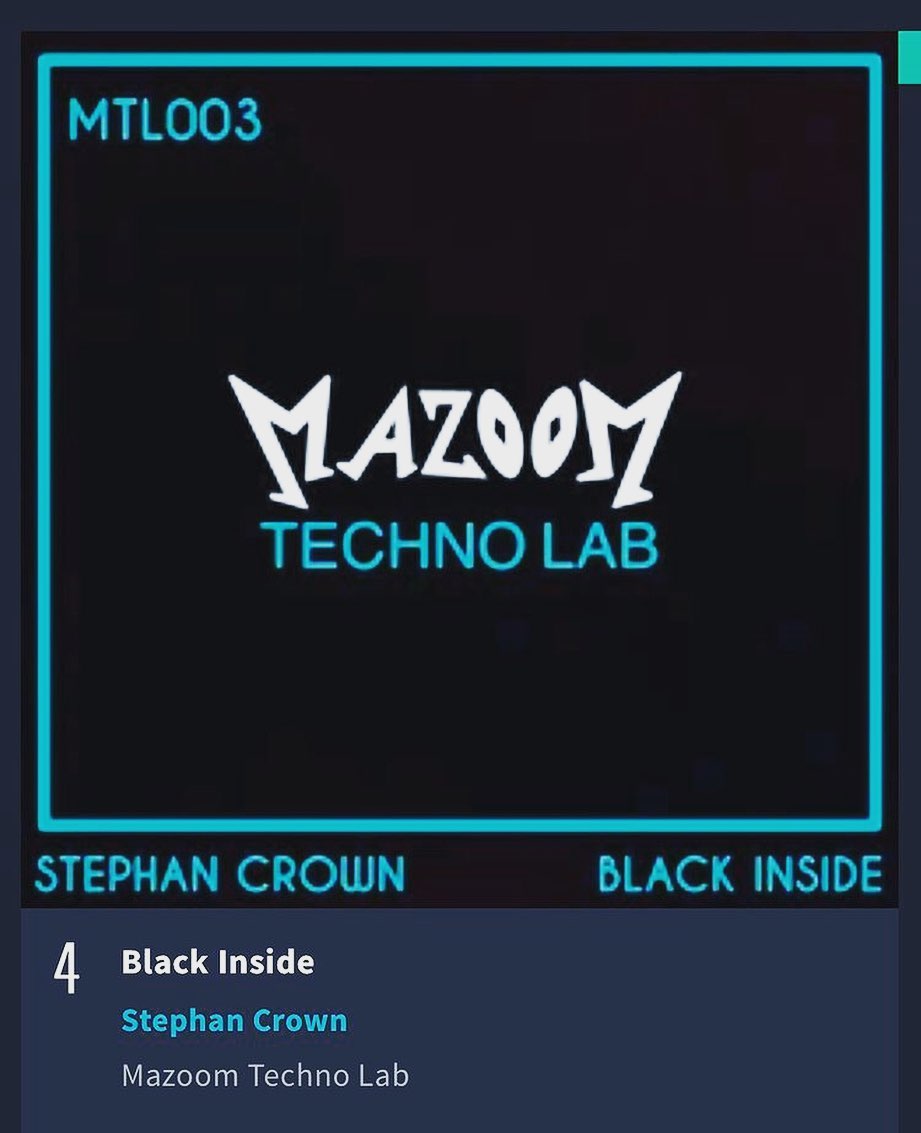 MTL003
MAZOOM
TECHNO LAB
STEPHAN CROWN
BLACK INSIDE
4
Black Inside
Stephan Crown
Mazoom Techno Lab